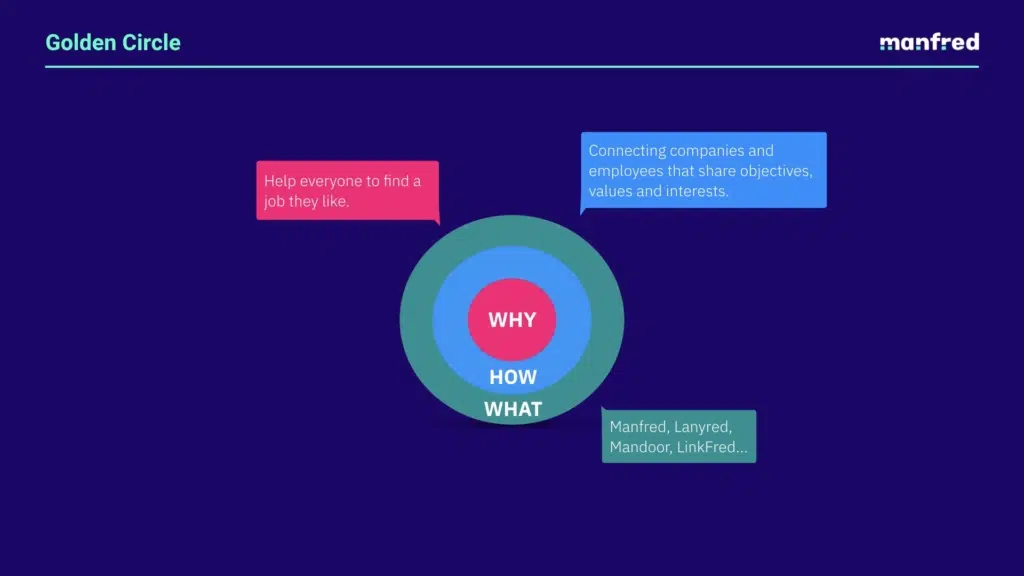 Golden Circle
manfred
Help everyone to find a
job they like.
Connecting companies and
employees that share objectives,
values and interests.
WHY
HOW
WHAT
Manfred, Lanyred,
Mandoor, LinkFred...